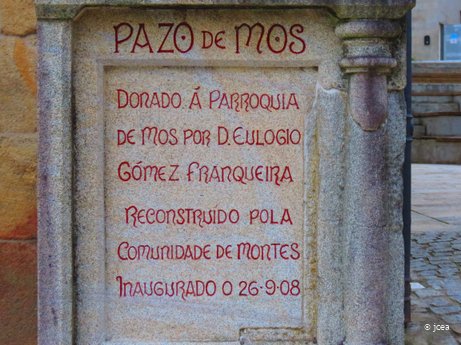 PAZO DE MOS
DONADO Á PARROQUIA
DE MOS POR D. EULOGIO
GÓMEZ FRANQUEIRA
RECONSTRUÍDO POLA
COMUNIDADE DE MONTES
INAUGURADO O 26-9-08
© jcea